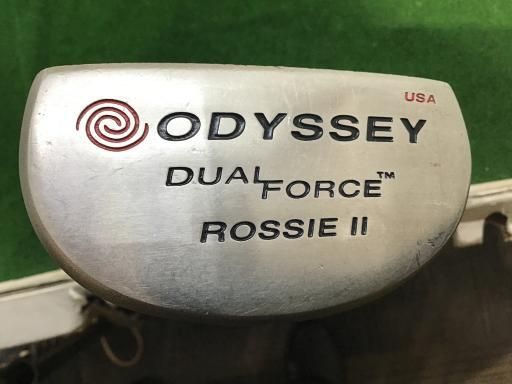 USA
ODYSSEY
DUAL FORCE™
ROSSIE II